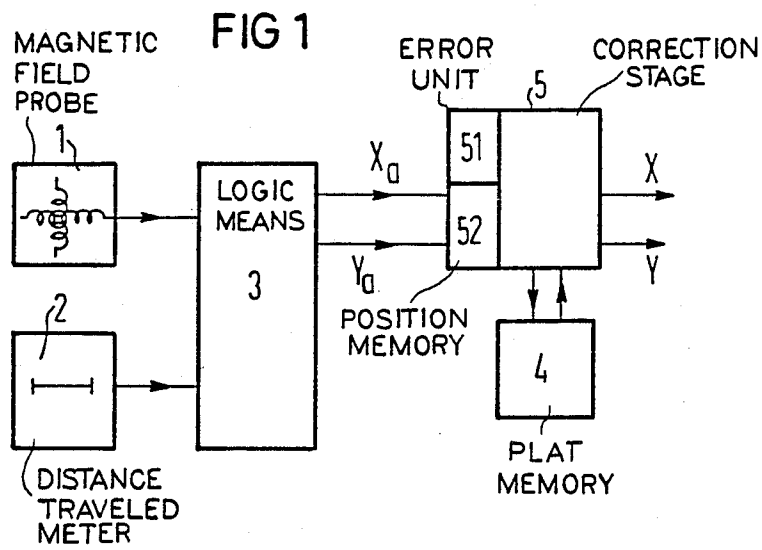 FIG 1
MAGNETIC
FIELD
PROBE
1
ERROR
UNIT
5
CORRECTION
STAGE
51
52
LOGIC
MEANS
3
Xa
Ya
X
Y
POSITION
MEMORY
2
4
PLAT
MEMORY
DISTANCE
TRAVELED
METER